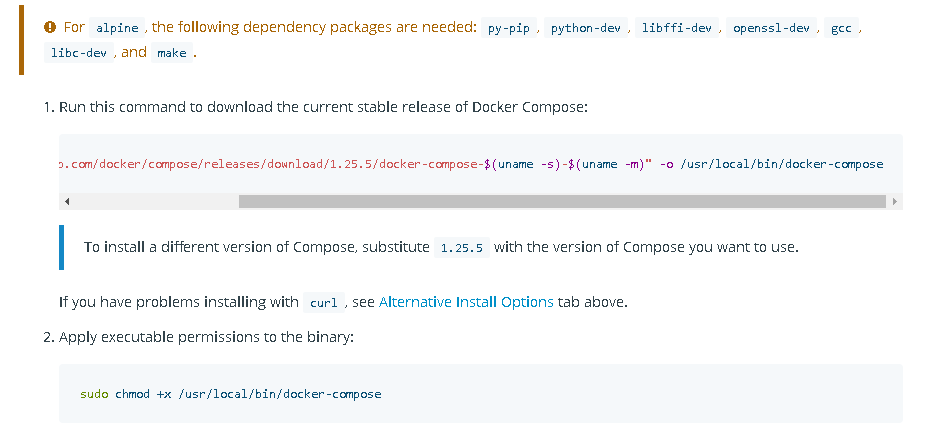 For alpine , the following dependency packages are needed: py-pip , python-dev , libffi-dev , openssl-dev , gcc ,
libc-dev , and make .
1. Run this command to download the current stable release of Docker Compose:
.com/docker/compose/releases/download/1.25.5/docker-compose-$(uname -s)-$(uname -m)" -o /usr/local/bin/docker-compose
To install a different version of Compose, substitute 1.25.5 with the version of Compose you want to use.
If you have problems installing with curl , see Alternative Install Options tab above.
2. Apply executable permissions to the binary:
sudo chmod +x /usr/local/bin/docker-compose